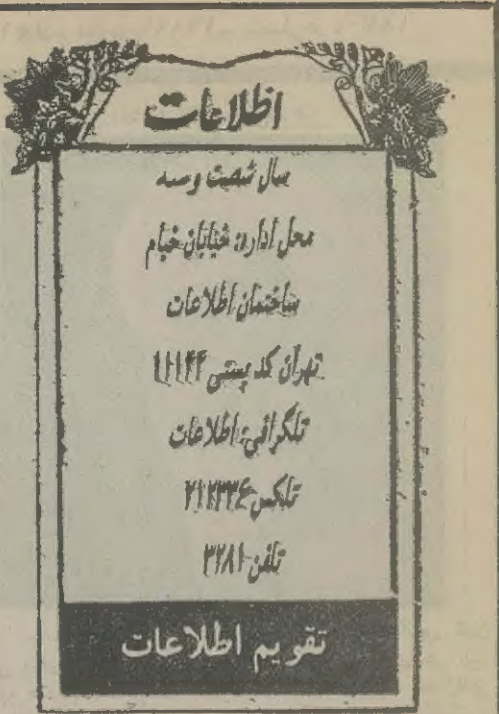 اطلاعات
سال شصت و سه
محل اداره: خیابان خیام
ساختمان اطلاعات
تهران کد پستی ۱۱۱۴۴
تلگرافی: اطلاعات
تلکس ۲۱۲۳۳۶
تلفن ۳۲۸۱
تقویم اطلاعات